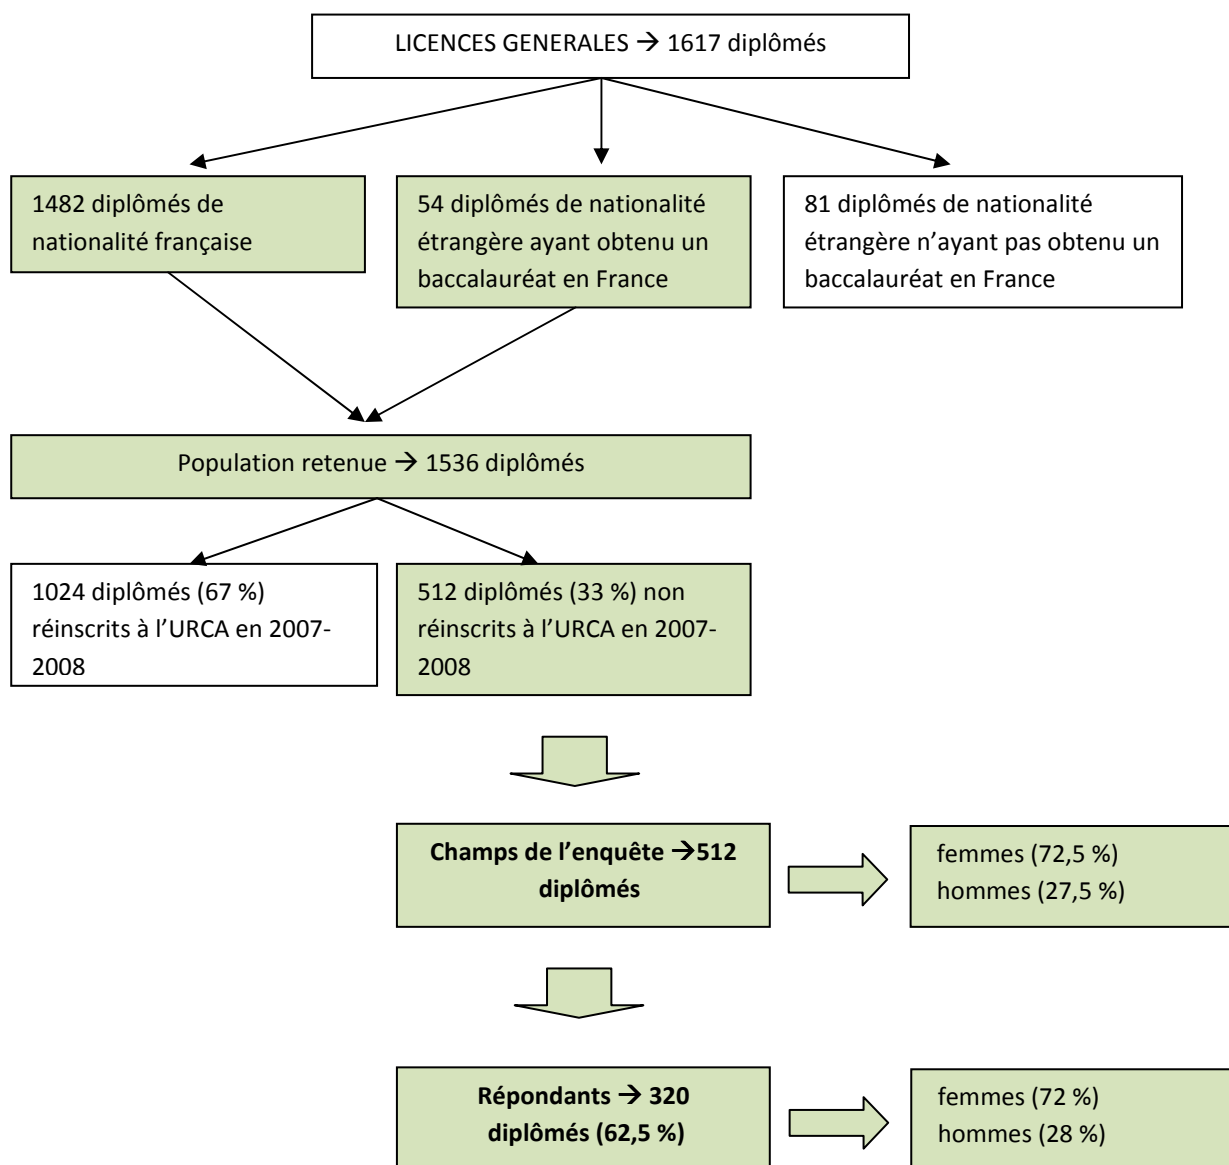 LICENCES GENERALES → 1617 diplômés
1482 diplômés de
nationalité française
54 diplômés de nationalité
étrangère ayant obtenu un
baccalauréat en France
81 diplômés de nationalité
étrangère n’ayant pas obtenu un
baccalauréat en France
Population retenue → 1536 diplômés
1024 diplômés (67 %)
réinscrits à l’URCA en 2007-
2008
512 diplômés (33 %) non
réinscrits à l’URCA en 2007-
2008
Champs de l’enquête →512
diplômés
femmes (72,5 %)
hommes (27,5 %)
Répondants → 320
diplômés (62,5 %)
femmes (72 %)
hommes (28 %)